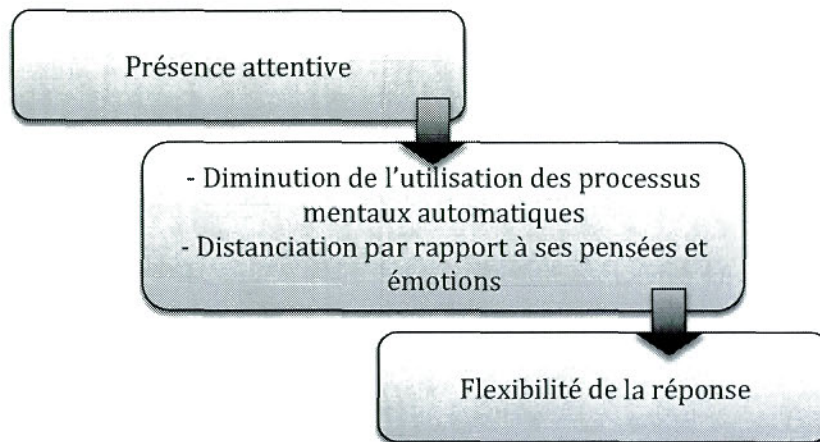 Présence attentive
- Diminution de l'utilisation des processus
mentaux automatiques
- Distanciation par rapport à ses pensées et
émotions
Flexibilité de la réponse